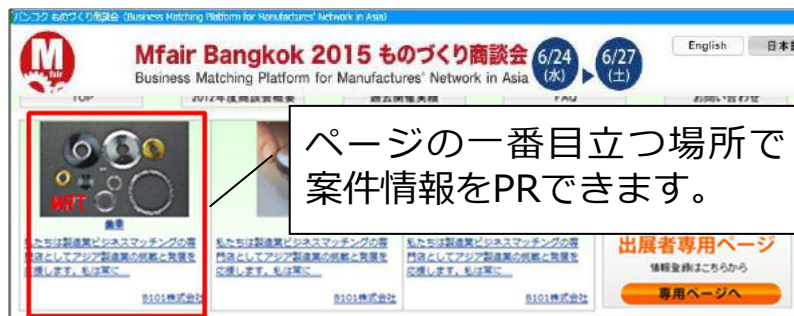 バンコク ものづくり商談会 (Business Matching Platform for Manufactures' Network in Asia)
M
fair
Mfair Bangkok 2015 ものづくり商談会
Business Matching Platform for Manufactures' Network in Asia
6/24
(水)
6/27
(土)
English
日本
TOP
2012年度商談会概要
過去開催実績
FAQ
お問い合わせ
ページの一番目立つ場所で
案件情報をPRできます。
MRT
歯車
私たちは製造業ビジネスマッチングの専
門店としてアジア製造業の挑戦と発展を
応援します。私は常に...
B101株式会社
私たちは製造業ビジネスマッチングの専
門店としてアジア製造業の挑戦と発展を
応援します。私は常に...
B101株式会社
私たちは製造業ビジネスマッチングの専
門店としてアジア製造業の挑戦と発展を
応援します。私は常に...
B101株式会社
出展者専用ページ
情報登録はこちらから
専用ページへ